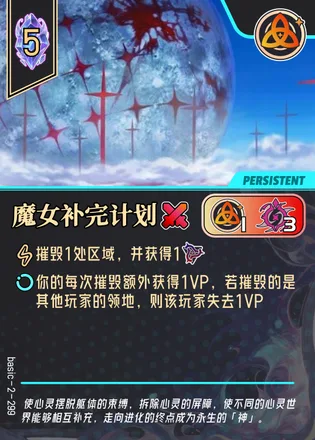 5
PERSISTENT
魔女补完计划
1 3
摧毁1处区域，并获得1
你的每次摧毁额外获得1VP，若摧毁的是
其他玩家的领地，则该玩家失去1VP
basic-2-299
使心灵摆脱躯体的束缚，拆除心灵的屏障，使不同的心灵世
界能够相互补充，走向进化的终点成为永生的「神」。